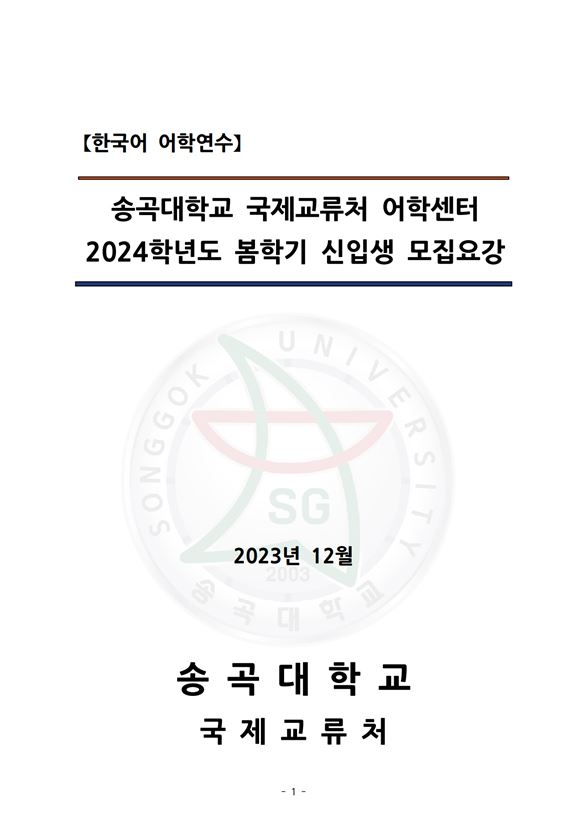 【한국어 어학연수】
송곡대학교 국제교류처 어학센터
2024학년도 봄학기 신입생 모집요강
SONGGOK UNIVERSITY
SG
2023년 12월
2003
송곡대학교
송 곡 대 학 교
국 제 교 류 처
- 1 -